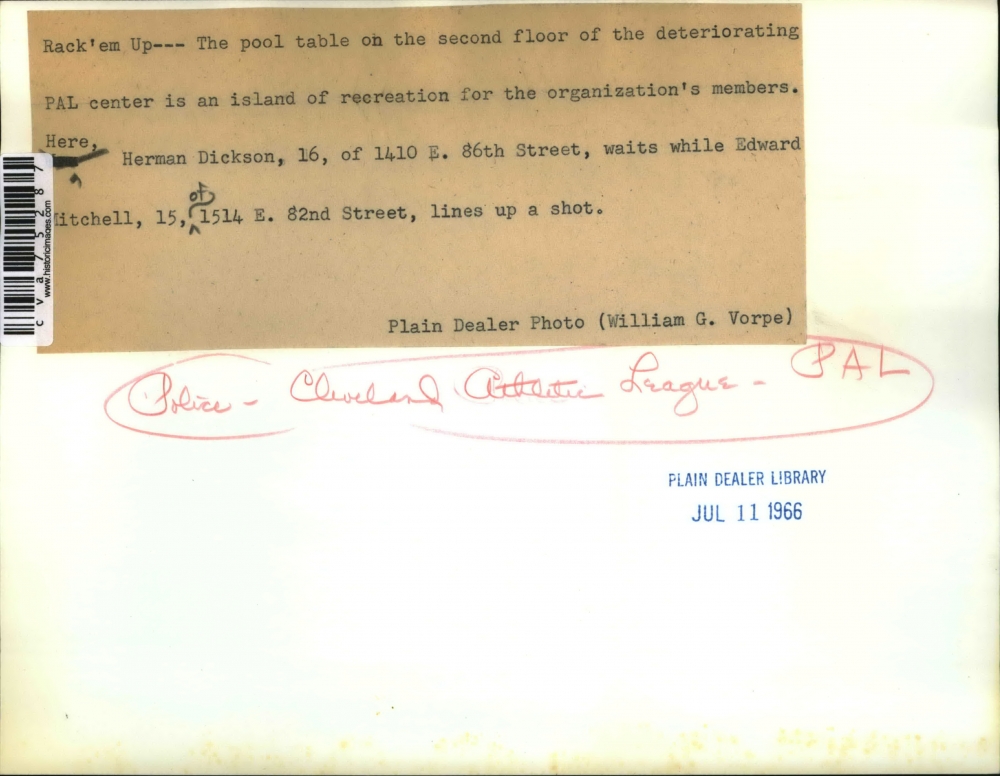 Rack'em Up--- The pool table on the second floor of the deteriorating
PAL center is an island of recreation for the organization's members.
Here,
Herman Dickson, 16, of 1410 E. 86th Street, waits while Edward
Mitchell, 15, of 1514 E. 82nd Street, lines up a shot.
Plain Dealer Photo (William G. Vorpe)
cva75287
www.historicimages.com
Police - Cleveland Athletic League - PAL
PLAIN DEALER LIBRARY
JUL 11 1966